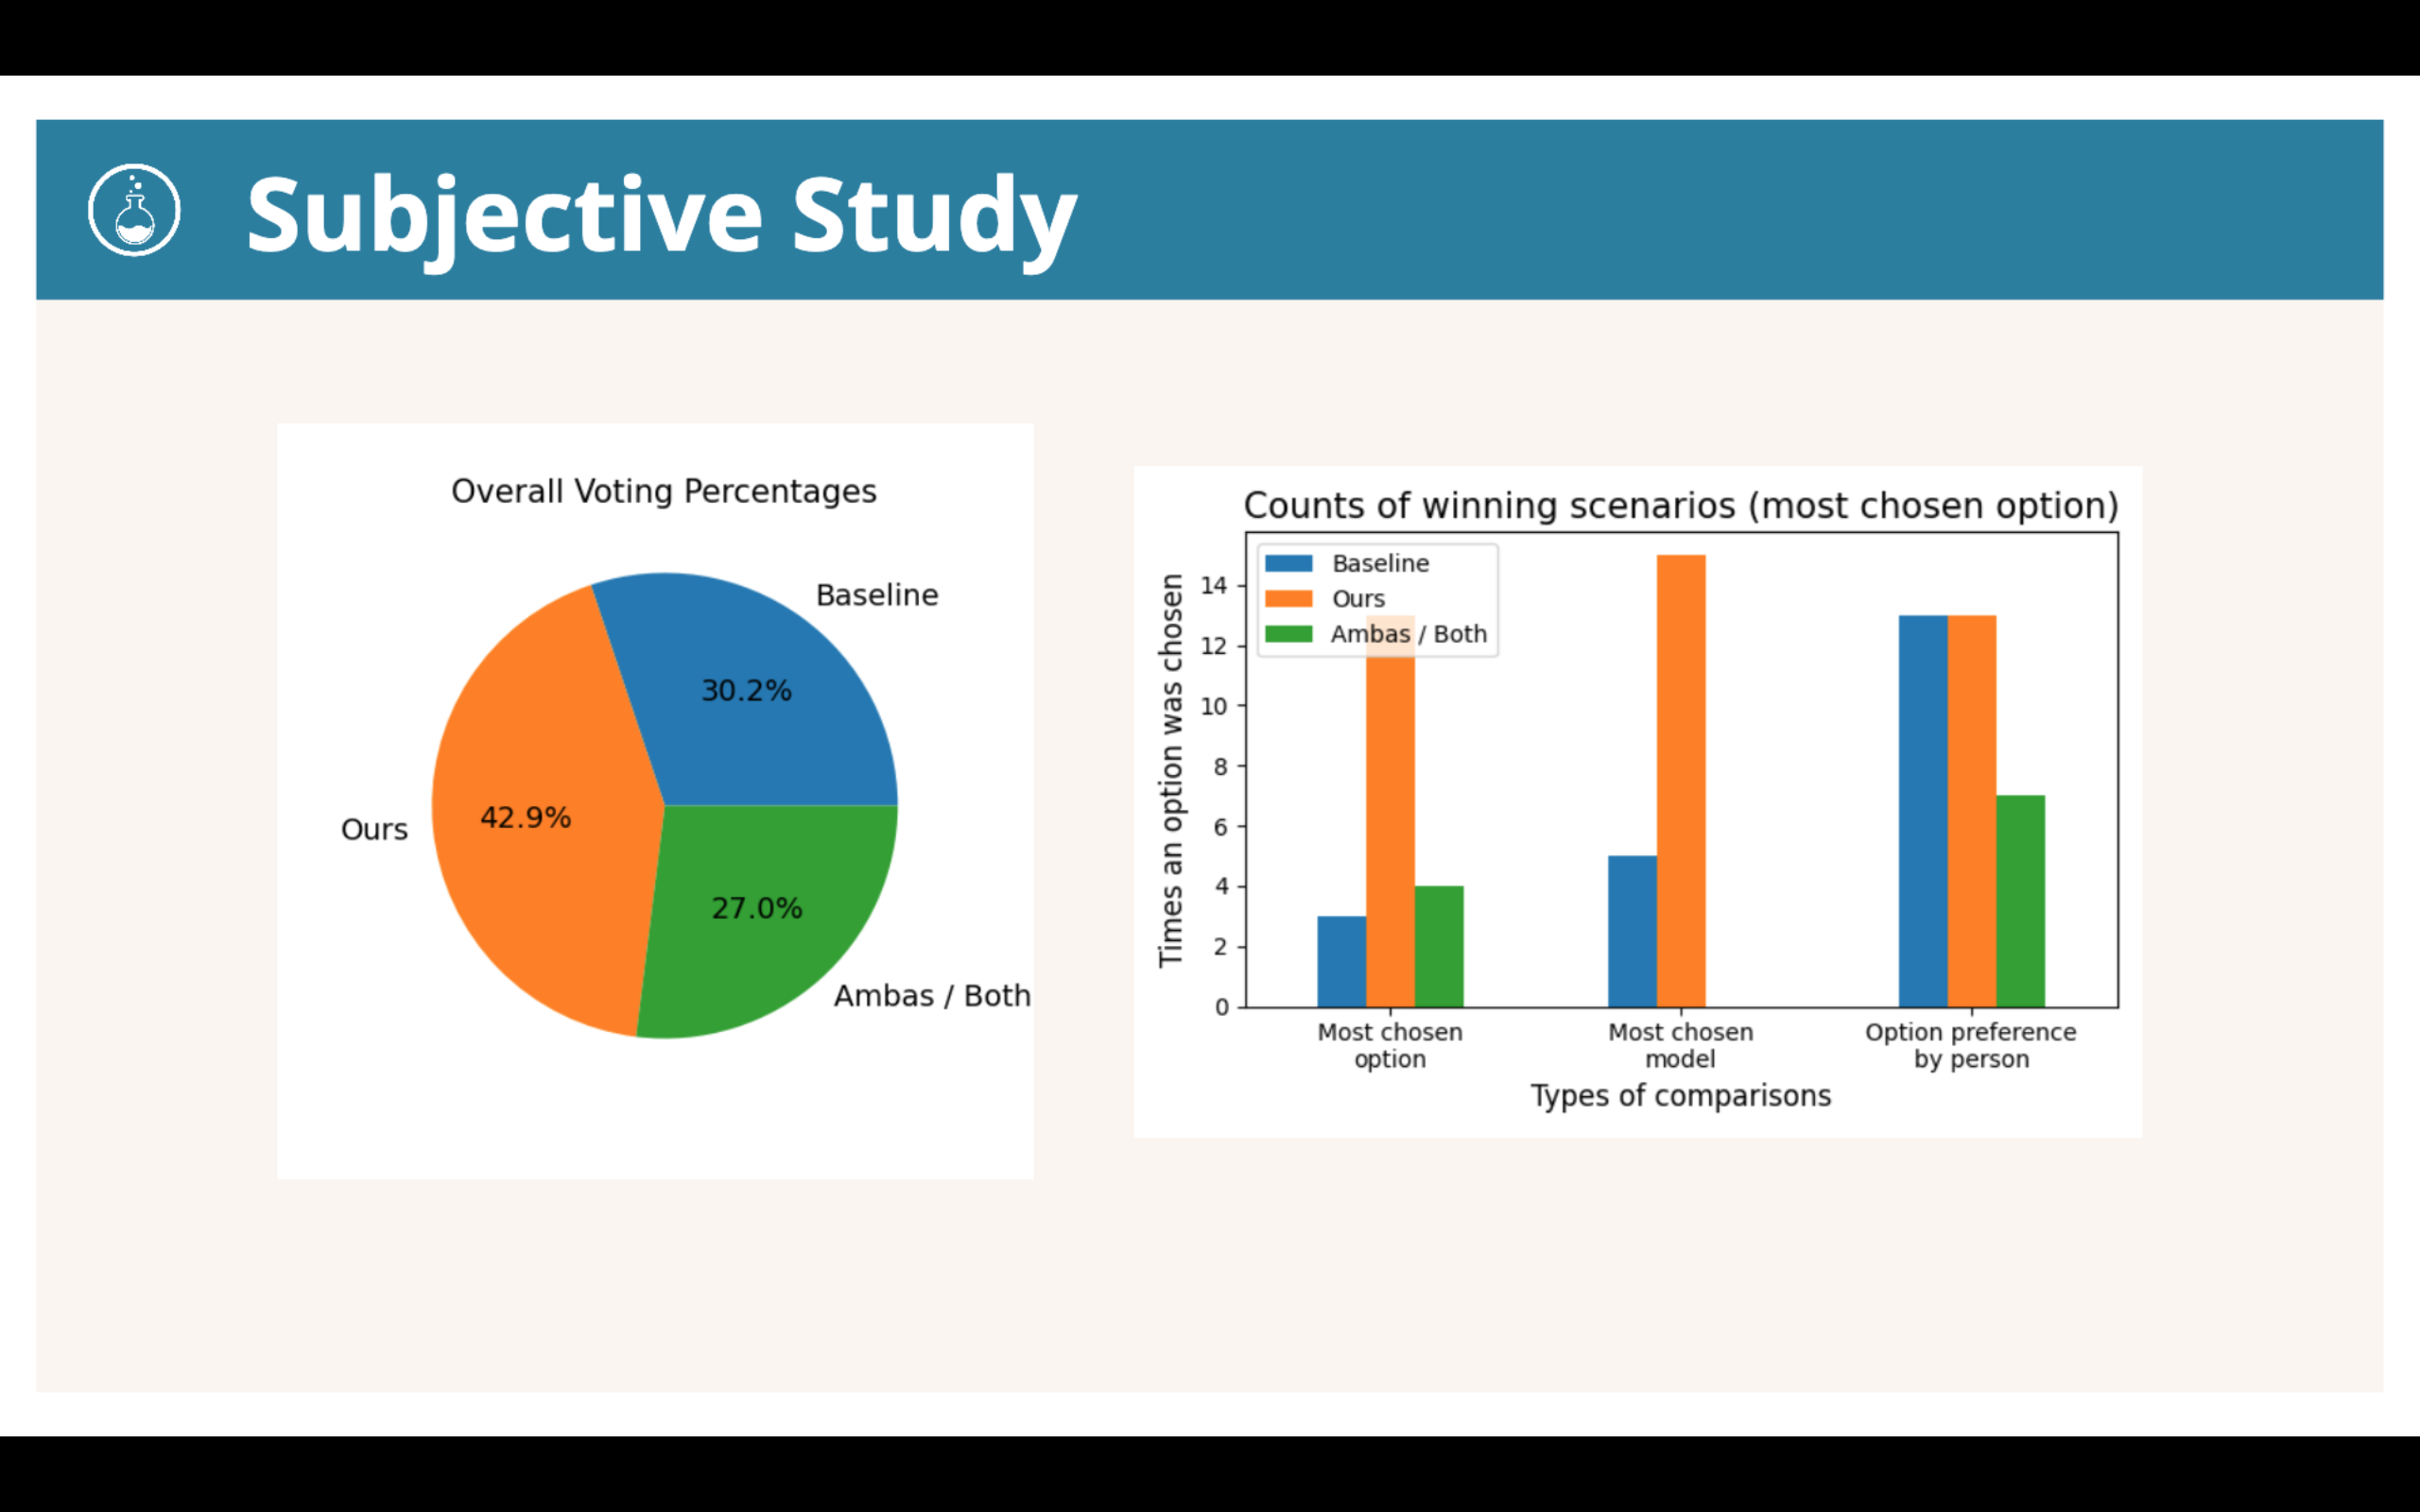 Subjective Study
Overall Voting Percentages
Baseline
30.2%
Ours
42.9%
27.0%
Ambas / Both
Counts of winning scenarios (most chosen option)
Baseline
Ours
Ambas / Both
Times an option was chosen
14
12
10
8
6
4
2
0
Most chosen
option
Most chosen
model
Option preference
by person
Types of comparisons